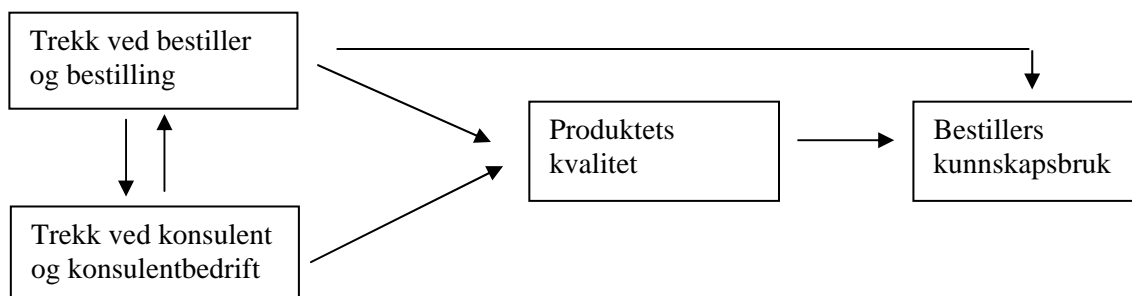 Trekk ved bestiller
og bestilling
Produktets
kvalitet
Bestillers
kunnskapsbruk
Trekk ved konsulent
og konsulentbedrift